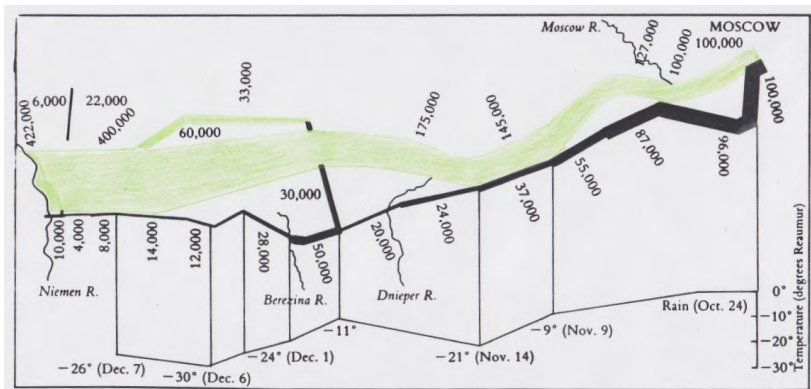 Moscow R.
MOSCOW
127,000
100,000
100,000
33,000
6,000
22,000
422,000
400,000
60,000
175,000
145,000
100,000
87,000
96,000
55,000
37,000
30,000
24,000
20,000
50,000
28,000
12,000
14,000
8,000
4,000
10,000
Niemen R.
Berezina R.
Dnieper R.
Rain (Oct. 24)
0°
−10°
−20°
−30°
Temperature (degrees Reaumur)
−9° (Nov. 9)
−11°
−21° (Nov. 14)
−24° (Dec. 1)
−26° (Dec. 7)
−30° (Dec. 6)